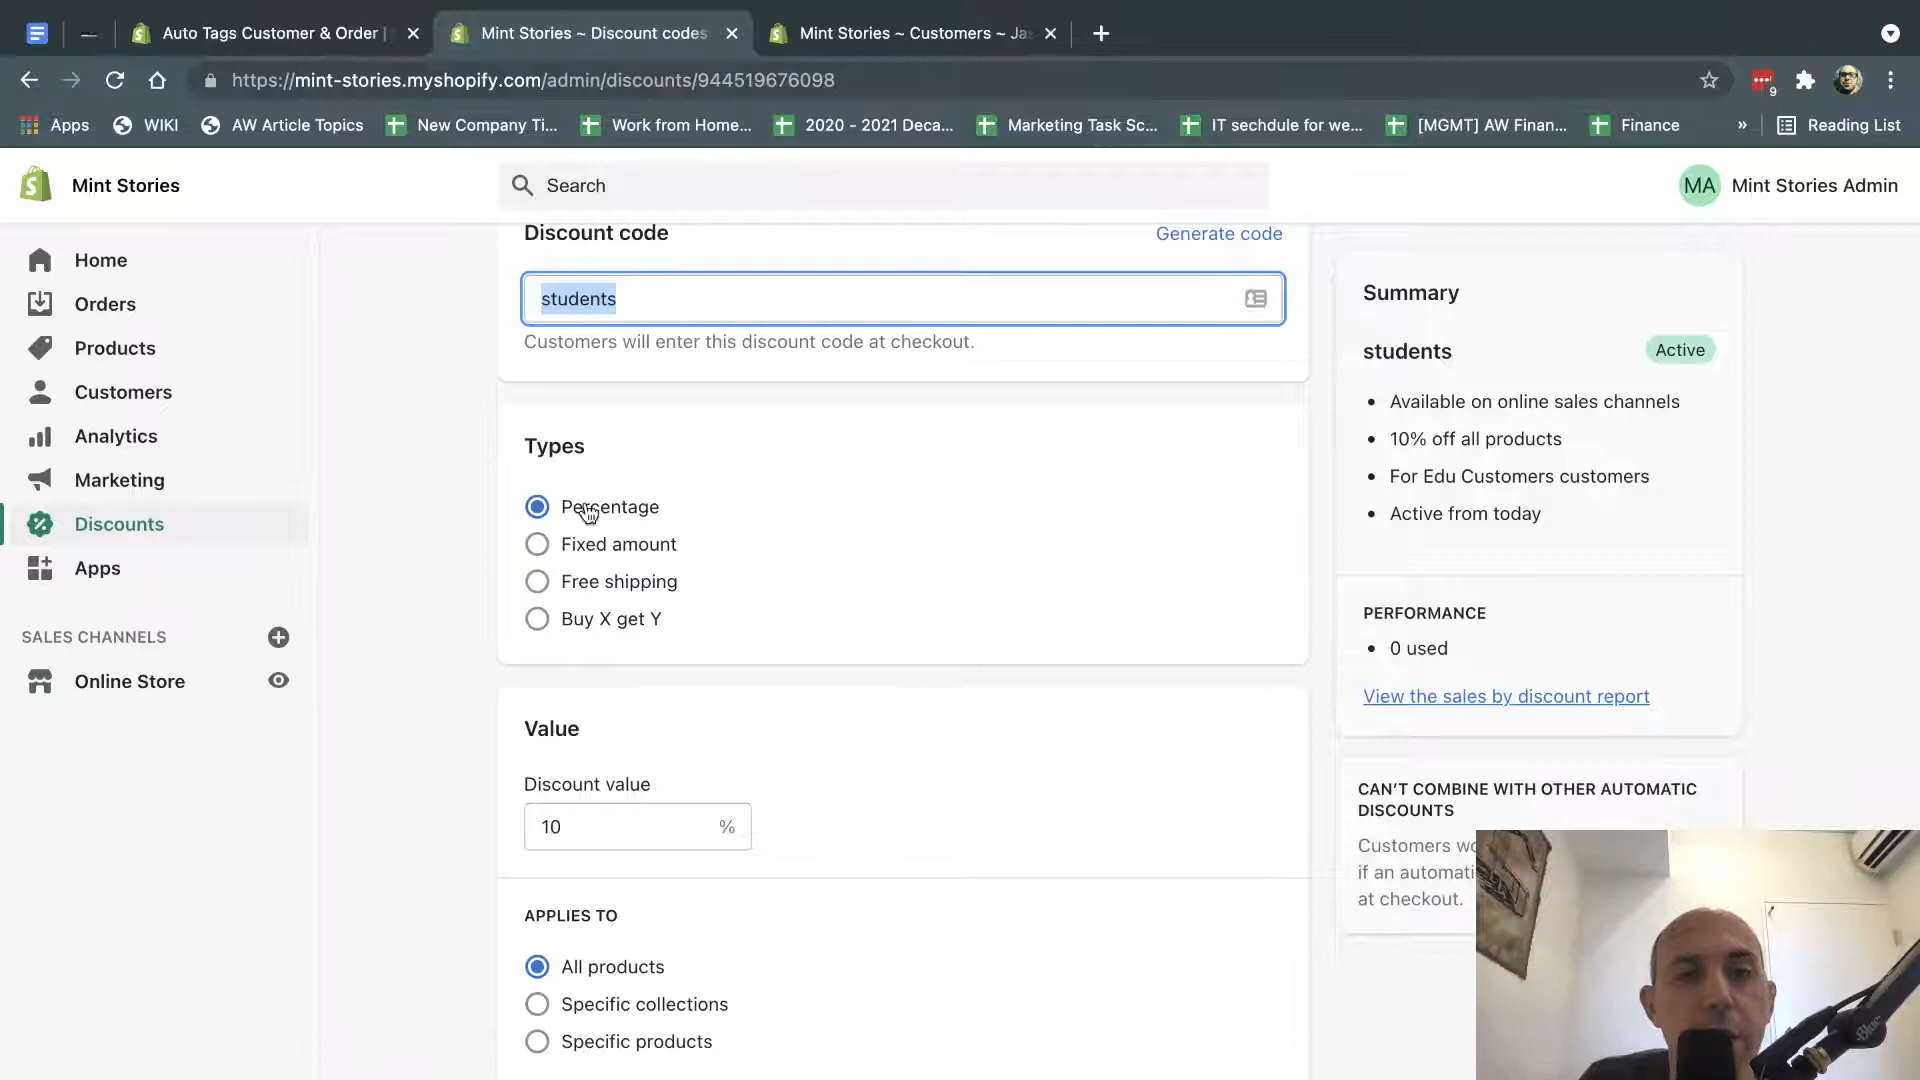 Auto Tags Customer & Order |
Mint Stories ~ Discount codes
Mint Stories ~ Customers ~ Ja
https://mint-stories.myshopify.com/admin/discounts/944519676098
9
Apps
WIKI
AW Article Topics
New Company Ti...
Work from Home...
2020 - 2021 Deca...
Marketing Task Sc...
IT sechdule for we...
[MGMT] AW Finan...
Finance
»
Reading List
Mint Stories
Search
MA
Mint Stories Admin
Home
Orders
Products
Customers
Analytics
Marketing
Discounts
Apps
SALES CHANNELS
Online Store
Discount code
Generate code
students
Customers will enter this discount code at checkout.
Types
Percentage
Fixed amount
Free shipping
Buy X get Y
Value
Discount value
10 %
APPLIES TO
All products
Specific collections
Specific products
Summary
students
Active
• Available on online sales channels
• 10% off all products
• For Edu Customers customers
• Active from today
PERFORMANCE
• 0 used
View the sales by discount report
CAN'T COMBINE WITH OTHER AUTOMATIC
DISCOUNTS
Customers
if an
at checkout.